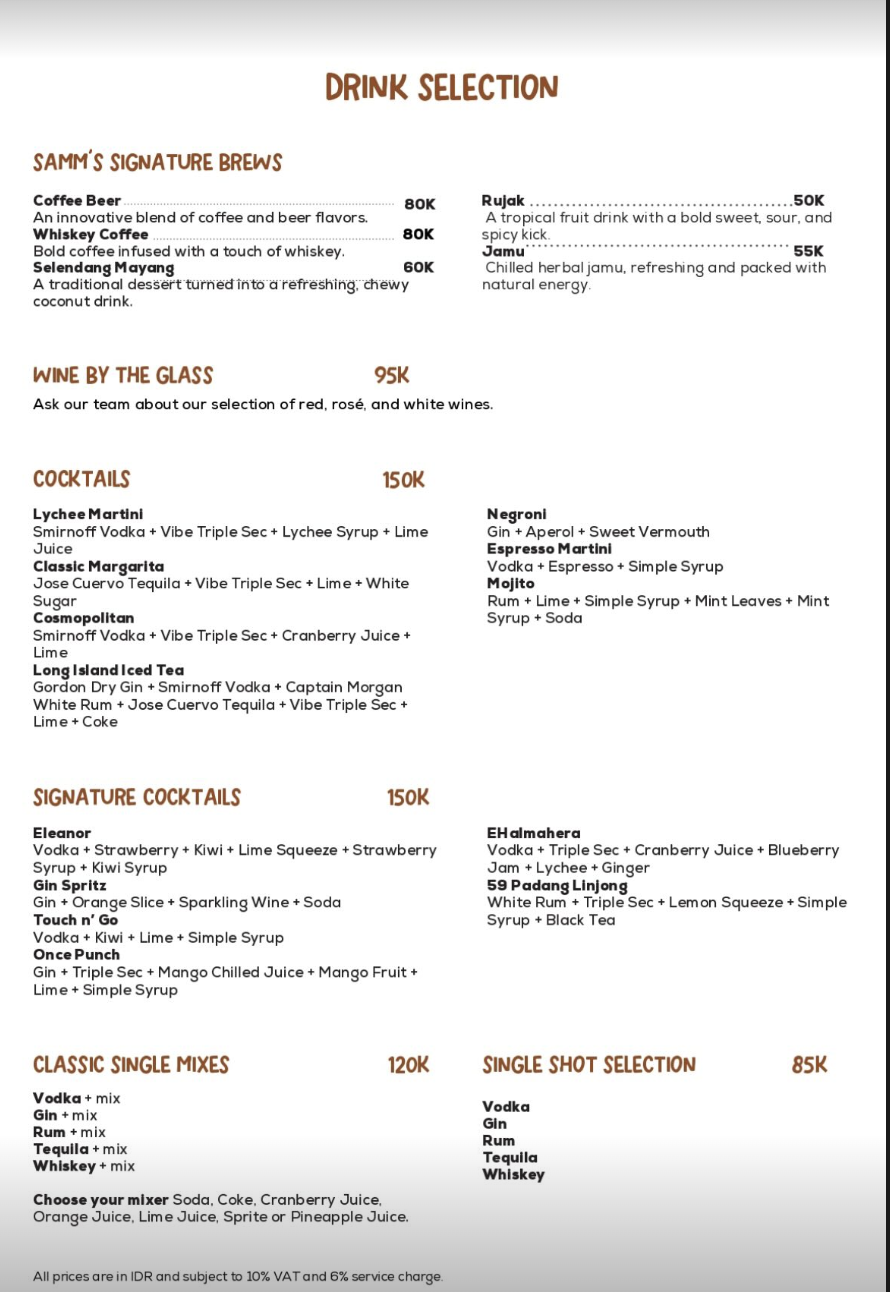 DRINK SELECTION
SAMM'S SIGNATURE BREWS
Coffee Beer 80K
An innovative blend of coffee and beer flavors.
Whiskey Coffee 80K
Bold coffee infused with a touch of whiskey.
Selendang Mayang 60K
A traditional dessert turned into a refreshing, chewy
coconut drink.
Rujak 50K
A tropical fruit drink with a bold sweet, sour, and
spicy kick.
Jamu 55K
Chilled herbal jamu, refreshing and packed with
natural energy.
WINE BY THE GLASS 95K
Ask our team about our selection of red, rosé, and white wines.
COCKTAILS 150K
Lychee Martini
Smirnoff Vodka + Vibe Triple Sec + Lychee Syrup + Lime
Juice
Classic Margarita
Jose Cuervo Tequila + Vibe Triple Sec + Lime + White
Sugar
Cosmopolitan
Smirnoff Vodka + Vibe Triple Sec + Cranberry Juice +
Lime
Long Island Iced Tea
Gordon Dry Gin + Smirnoff Vodka + Captain Morgan
White Rum + Jose Cuervo Tequila + Vibe Triple Sec +
Lime + Coke
Negroni
Gin + Aperol + Sweet Vermouth
Espresso Martini
Vodka + Espresso + Simple Syrup
Mojito
Rum + Lime + Simple Syrup + Mint Leaves + Mint
Syrup + Soda
SIGNATURE COCKTAILS 150K
Eleanor
Vodka + Strawberry + Kiwi + Lime Squeeze + Strawberry
Syrup + Kiwi Syrup
Gin Spritz
Gin + Orange Slice + Sparkling Wine + Soda
Touch n' Go
Vodka + Kiwi + Lime + Simple Syrup
Once Punch
Gin + Triple Sec + Mango Chilled Juice + Mango Fruit +
Lime + Simple Syrup
EHalmahera
Vodka + Triple Sec + Cranberry Juice + Blueberry
Jam + Lychee + Ginger
59 Padang Linjong
White Rum + Triple Sec + Lemon Squeeze + Simple
Syrup + Black Tea
CLASSIC SINGLE MIXES 120K
Vodka + mix
Gin + mix
Rum + mix
Tequila + mix
Whiskey + mix
Choose your mixer Soda, Coke, Cranberry Juice,
Orange Juice, Lime Juice, Sprite or Pineapple Juice.
SINGLE SHOT SELECTION 85K
Vodka
Gin
Rum
Tequila
Whiskey
All prices are in IDR and subject to 10% VAT and 6% service charge.